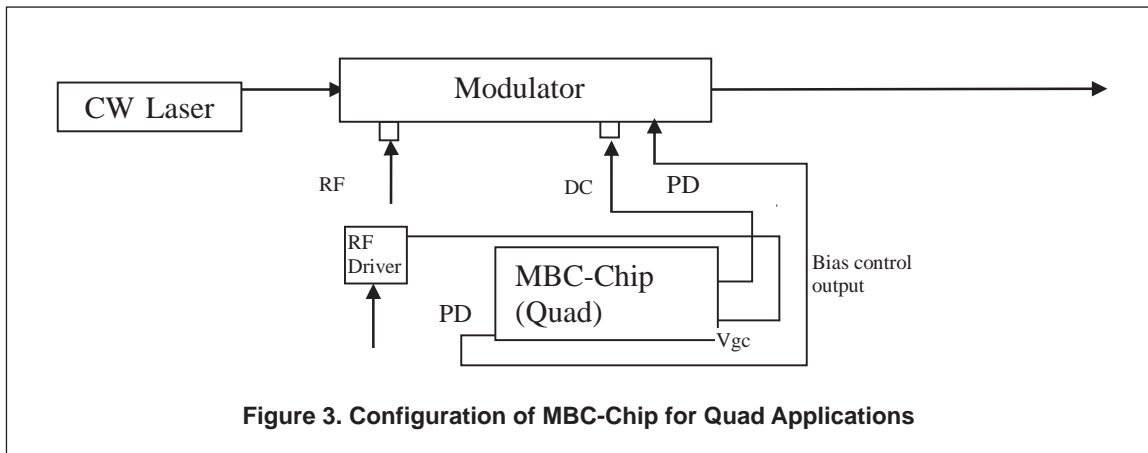 Modulator
CW Laser
RF
DC
PD
RF
Driver
MBC-Chip
(Quad)
Bias control
output
PD
Vgc
Figure 3. Configuration of MBC-Chip for Quad Applications